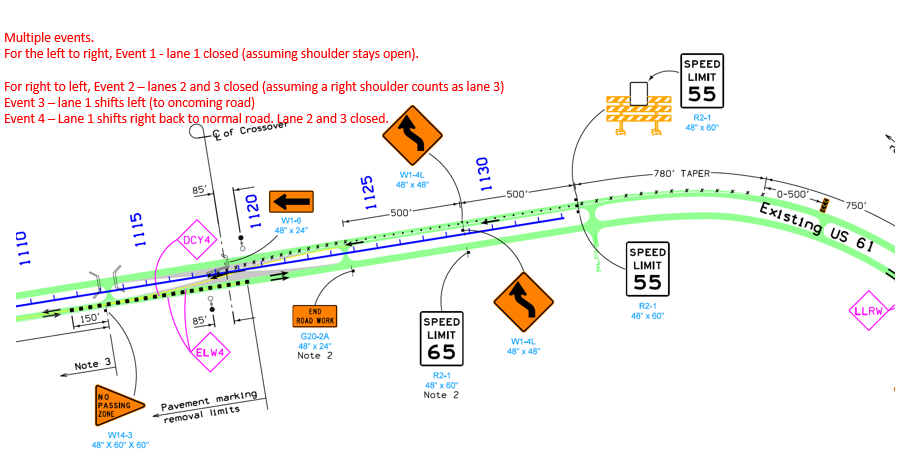 Multiple events.
For the left to right, Event 1 - lane 1 closed (assuming shoulder stays open).
For right to left, Event 2 – lanes 2 and 3 closed (assuming a right shoulder counts as lane 3)
Event 3 – lane 1 shifts left (to oncoming road)
Event 4 – Lane 1 shifts right back to normal road. Lane 2 and 3 closed.
℄ of Crossover
SPEED
LIMIT
55
R2-1
48" x 60"
W1-4L
48" x 48"
1130
780' TAPER
0-500'
750'
Existing US 61
500'
500'
85'
1125
1120
W1-6
48" x 24"
1115
1110
DCY4
SPEED
LIMIT
55
R2-1
48" x 60"
LLRW
W1-4L
48" x 48"
END
ROAD WORK
G20-2A
48" x 24"
Note 2
SPEED
LIMIT
65
R2-1
48" x 60"
Note 2
150'
85'
ELW4
Note 3
NO
PASSING
ZONE
W14-3
48" X 60" X 60"
Pavement marking
removal limits